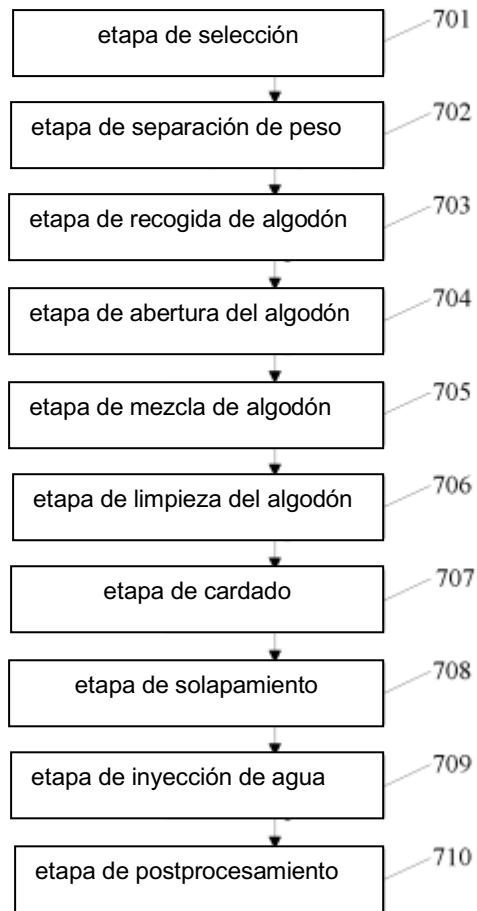 etapa de selección 701
etapa de separación de peso 702
etapa de recogida de algodón 703
etapa de abertura del algodón 704
etapa de mezcla de algodón 705
etapa de limpieza del algodón 706
etapa de cardado 707
etapa de solapamiento 708
etapa de inyección de agua 709
etapa de postprocesamiento 710